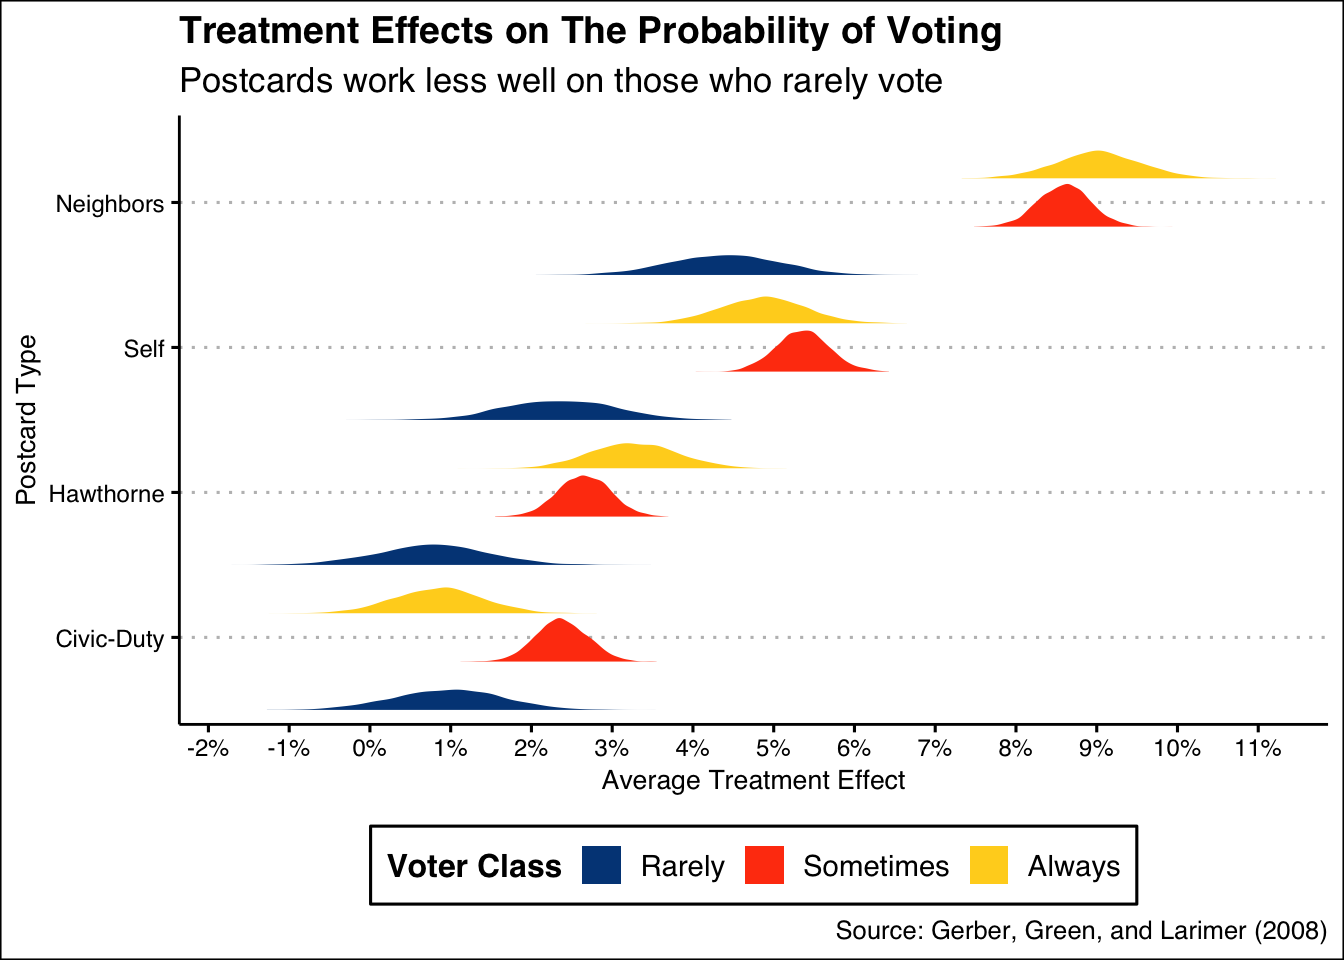 Treatment Effects on The Probability of Voting
Postcards work less well on those who rarely vote
Postcard Type
Neighbors
Self
Hawthorne
Civic-Duty
-2% -1% 0% 1% 2% 3% 4% 5% 6% 7% 8% 9% 10% 11%
Average Treatment Effect
Voter Class Rarely Sometimes Always
Source: Gerber, Green, and Larimer (2008)